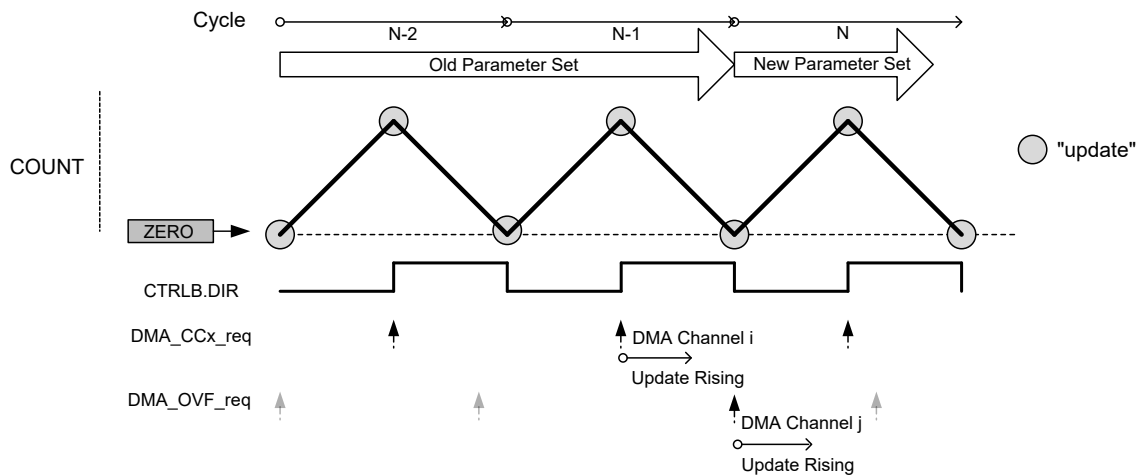 Cycle
N-2
N-1
N
Old Parameter Set
New Parameter Set
COUNT
"update"
ZERO
CTRLB.DIR
DMA_CCx_req
DMA Channel i
Update Rising
DMA_OVF_req
DMA Channel j
Update Rising